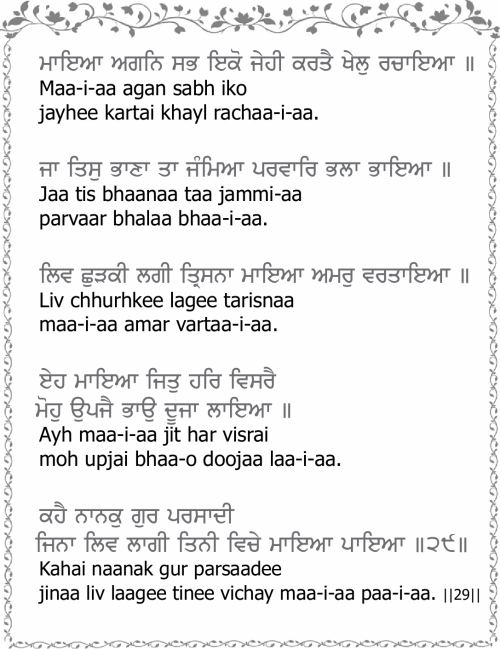 ਮਾਇਆ ਅਗਨਿ ਸਭ ਇਕੋ ਜੇਹੀ ਕਰਤੈ ਖੇਲੁ ਰਚਾਇਆ ॥
Maa-i-aa agan sabh iko
jayhee kartai khayl rachaa-i-aa.
ਜਾ ਤਿਸੁ ਭਾਣਾ ਤਾ ਜੰਮਿਆ ਪਰਵਾਰਿ ਭਲਾ ਭਾਇਆ ॥
Jaa tis bhaanaa taa jammi-aa
parvaar bhalaa bhaa-i-aa.
ਲਿਵ ਛੁੜਕੀ ਲਗੀ ਤ੍ਰਿਸਨਾ ਮਾਇਆ ਅਮਰੁ ਵਰਤਾਇਆ ॥
Liv chhurhkee lagee tarisnaa
maa-i-aa amar vartaa-i-aa.
ਏਹ ਮਾਇਆ ਜਿਤੁ ਹਰਿ ਵਿਸਰੈ
ਮੋਹੁ ਉਪਜੈ ਭਾਉ ਦੂਜਾ ਲਾਇਆ ॥
Ayh maa-i-aa jit har visrai
moh upjai bhaa-o doojaa laa-i-aa.
ਕਹੈ ਨਾਨਕੁ ਗੁਰ ਪਰਸਾਦੀ
ਜਿਨਾ ਲਿਵ ਲਾਗੀ ਤਿਨੀ ਵਿਚੇ ਮਾਇਆ ਪਾਇਆ ॥੨੯॥
Kahai naanak gur parsaadee
jinaa liv laagee tinee vichay maa-i-aa paa-i-aa. ||29||